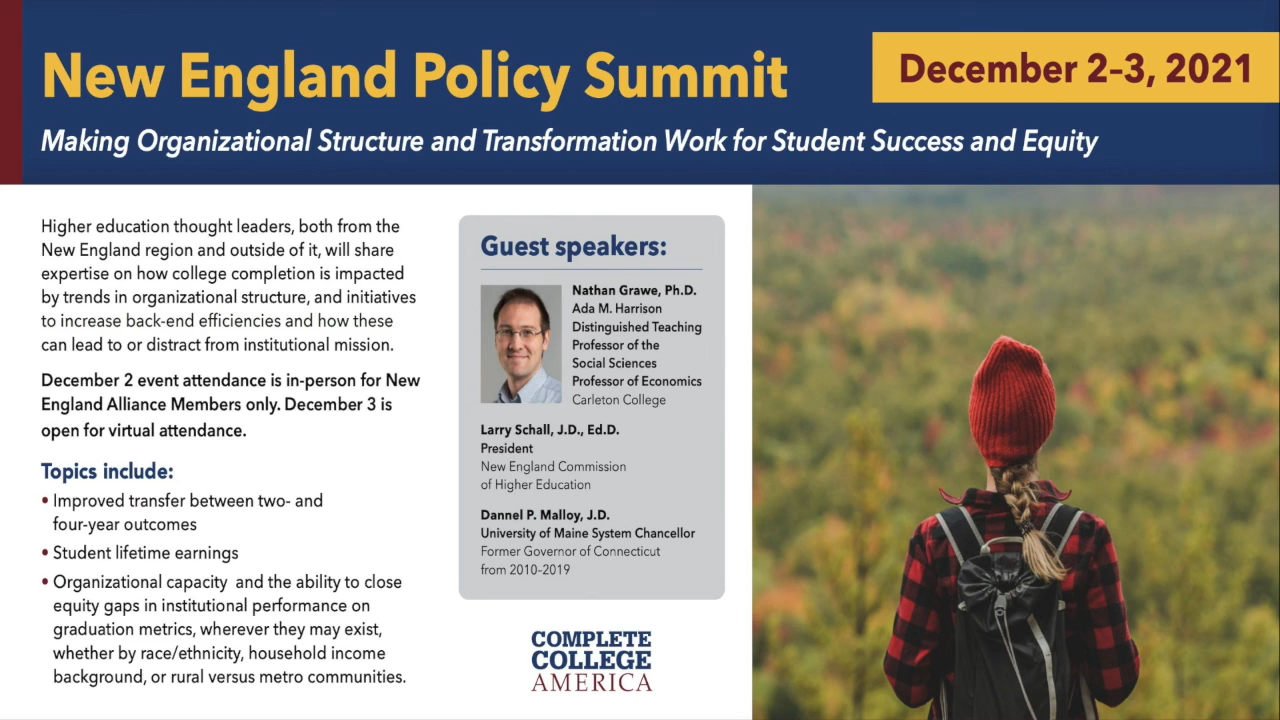 New England Policy Summit
December 2-3, 2021
Making Organizational Structure and Transformation Work for Student Success and Equity
Higher education thought leaders, both from the
New England region and outside of it, will share
expertise on how college completion is impacted
by trends in organizational structure, and initiatives
to increase back-end efficiencies and how these
can lead to or distract from institutional mission.
December 2 event attendance is in-person for New
England Alliance Members only. December 3 is
open for virtual attendance.
Topics include:
• Improved transfer between two- and
four-year outcomes
• Student lifetime earnings
• Organizational capacity and the ability to close
equity gaps in institutional performance on
graduation metrics, wherever they may exist,
whether by race/ethnicity, household income
background, or rural versus metro communities.
Guest speakers:
Nathan Grawe, Ph.D.
Ada M. Harrison
Distinguished Teaching
Professor of the
Social Sciences
Professor of Economics
Carleton College
Larry Schall, J.D., Ed.D.
President
New England Commission
of Higher Education
Dannel P. Malloy, J.D.
University of Maine System Chancellor
Former Governor of Connecticut
from 2010-2019
COMPLETE
COLLEGE
AMERICA